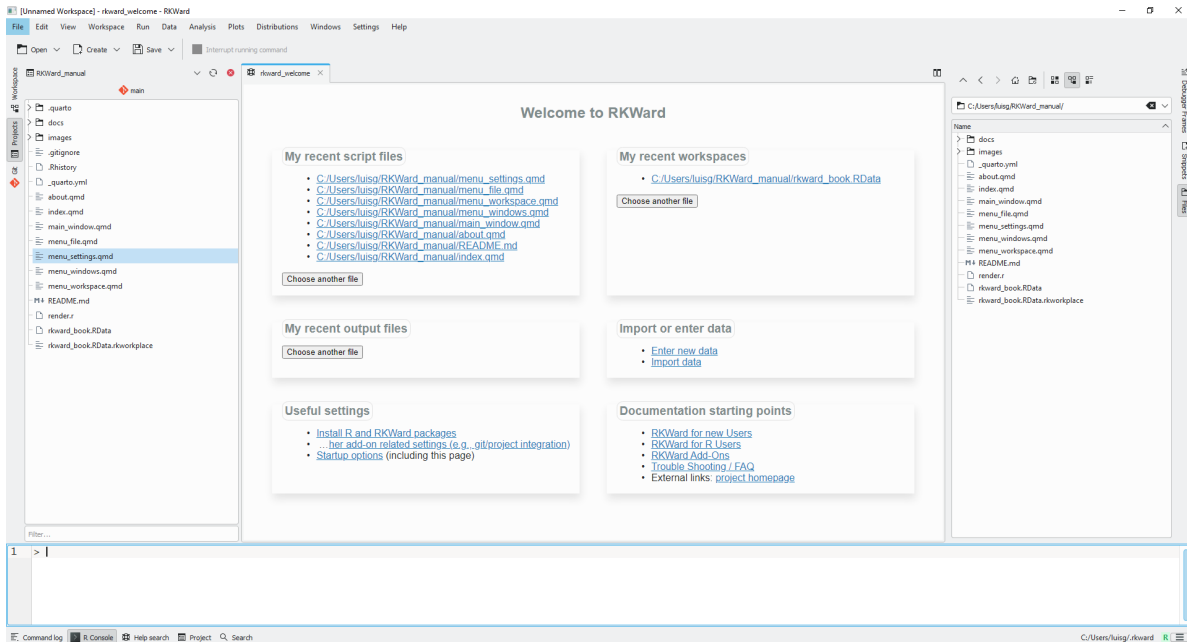 [Unnamed Workspace] - rkward_welcome - RKWard
File Edit View Workspace Run Data Analysis Plots Distributions Windows Settings Help
Open Create Save Interrupt running command
Workspace
Projects
RKWard_manual
main
.quarto
docs
images
.gitignore
.Rhistory
_quarto.yml
about.qmd
index.qmd
main_window.qmd
menu_file.qmd
menu_settings.qmd
menu_windows.qmd
menu_workspace.qmd
README.md
render.r
rkward_book.RData
rkward_book.RData.rkworkplace
Filter...
rkward_welcome
Welcome to RKWard
My recent script files
C:/Users/luisg/RKWard_manual/menu_settings.qmd
C:/Users/luisg/RKWard_manual/menu_file.qmd
C:/Users/luisg/RKWard_manual/menu_workspace.qmd
C:/Users/luisg/RKWard_manual/menu_windows.qmd
C:/Users/luisg/RKWard_manual/main_window.qmd
C:/Users/luisg/RKWard_manual/about.qmd
C:/Users/luisg/RKWard_manual/README.md
C:/Users/luisg/RKWard_manual/index.qmd
Choose another file
My recent workspaces
C:/Users/luisg/RKWard_manual/rkward_book.RData
Choose another file
My recent output files
Choose another file
Import or enter data
Enter new data
Import data
Useful settings
Install R and RKWard packages
...her add-on related settings (e.g., git/project integration)
Startup options (including this page)
Documentation starting points
RKWard for new Users
RKWard for R Users
RKWard Add-Ons
Trouble Shooting / FAQ
External links: project homepage
C:/Users/luisg/RKWard_manual/
Name
docs
images
_quarto.yml
about.qmd
index.qmd
main_window.qmd
menu_file.qmd
menu_settings.qmd
menu_windows.qmd
menu_workspace.qmd
README.md
render.r
rkward_book.RData
rkward_book.RData.rkworkplace
Debugger Frames
Snippets
Files
1 >
Command log R Console Help search Project Search C:/Users/luisg/.rkward R